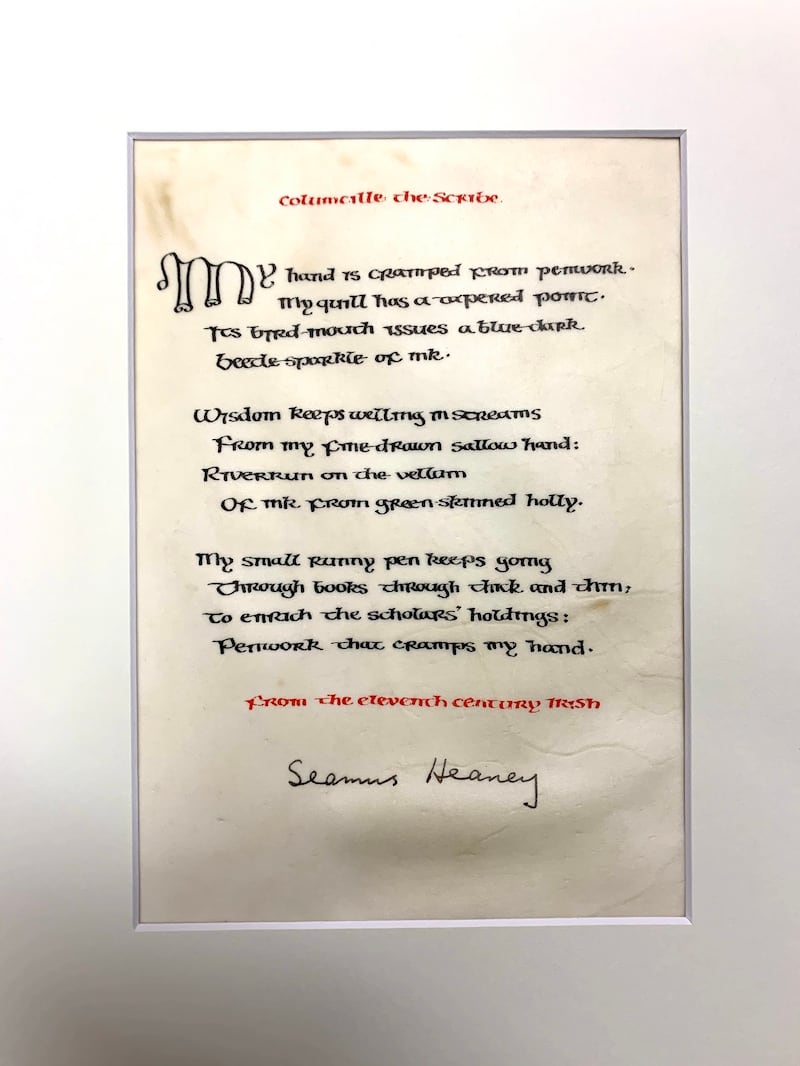 Columcille the Scribe.
My hand is cramped from penwork.
My quill has a tapered point.
Its bird-mouth issues a blue-dark
Beetle-sparkle of ink.
Wisdom keeps welling in streams
From my fine-drawn sallow hand:
Riverrun on the vellum
Of ink from green-skinned holly.
My small runny pen keeps going
Through books through thick and thin;
To enrich the scholars' holdings:
Penwork that cramps my hand.
From the eleventh century Irish
Seamus Heaney